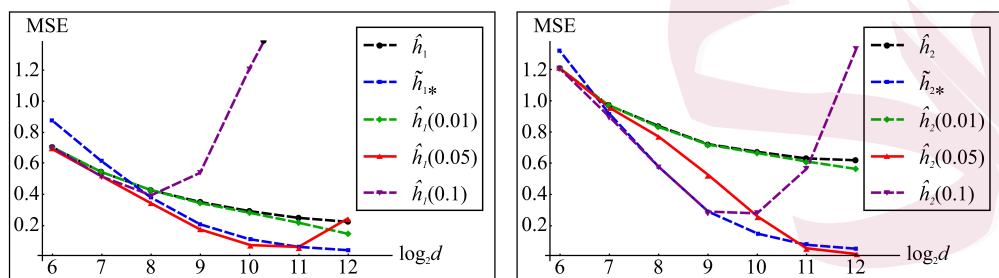 MSE
1.2
1.0
0.8
0.6
0.4
0.2
6 7 8 9 10 11 12
log₂d
ĥ₁
h̃₁*
ĥ₁(0.01)
ĥ₁(0.05)
ĥ₁(0.1)
MSE
1.2
1.0
0.8
0.6
0.4
0.2
6 7 8 9 10 11 12
log₂d
ĥ₂
h̃₂*
ĥ₂(0.01)
ĥ₂(0.05)
ĥ₂(0.1)